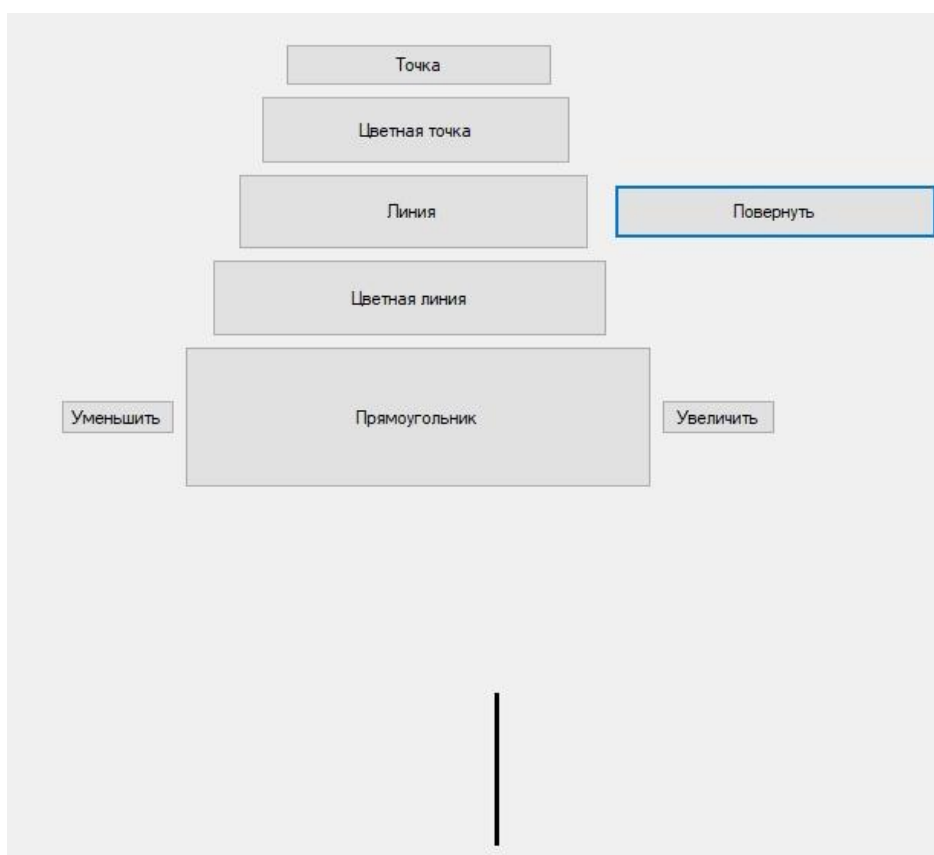 Точка
Цветная точка
Линия
Повернуть
Цветная линия
Уменьшить
Прямоугольник
Увеличить